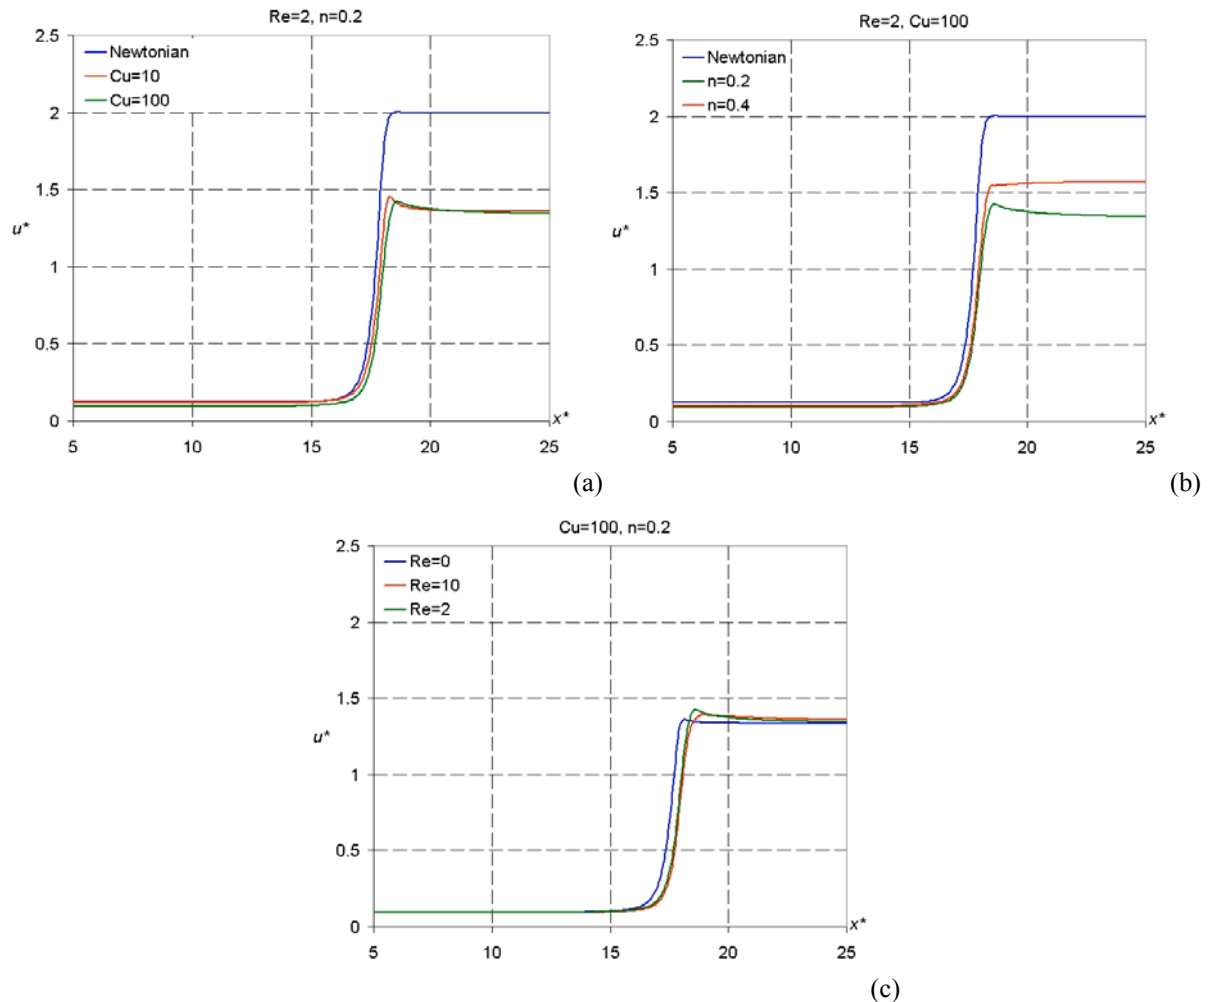 Re=2, n=0.2
2.5
Newtonian
Cu=10
Cu=100
2
1.5
u*
1
0.5
0
x*
5 10 15 20 25
(a)
Re=2, Cu=100
2.5
Newtonian
n=0.2
n=0.4
2
1.5
u*
1
0.5
0
x*
5 10 15 20 25
(b)
Cu=100, n=0.2
2.5
Re=0
Re=10
Re=2
2
1.5
u*
1
0.5
0
x*
5 10 15 20 25
(c)